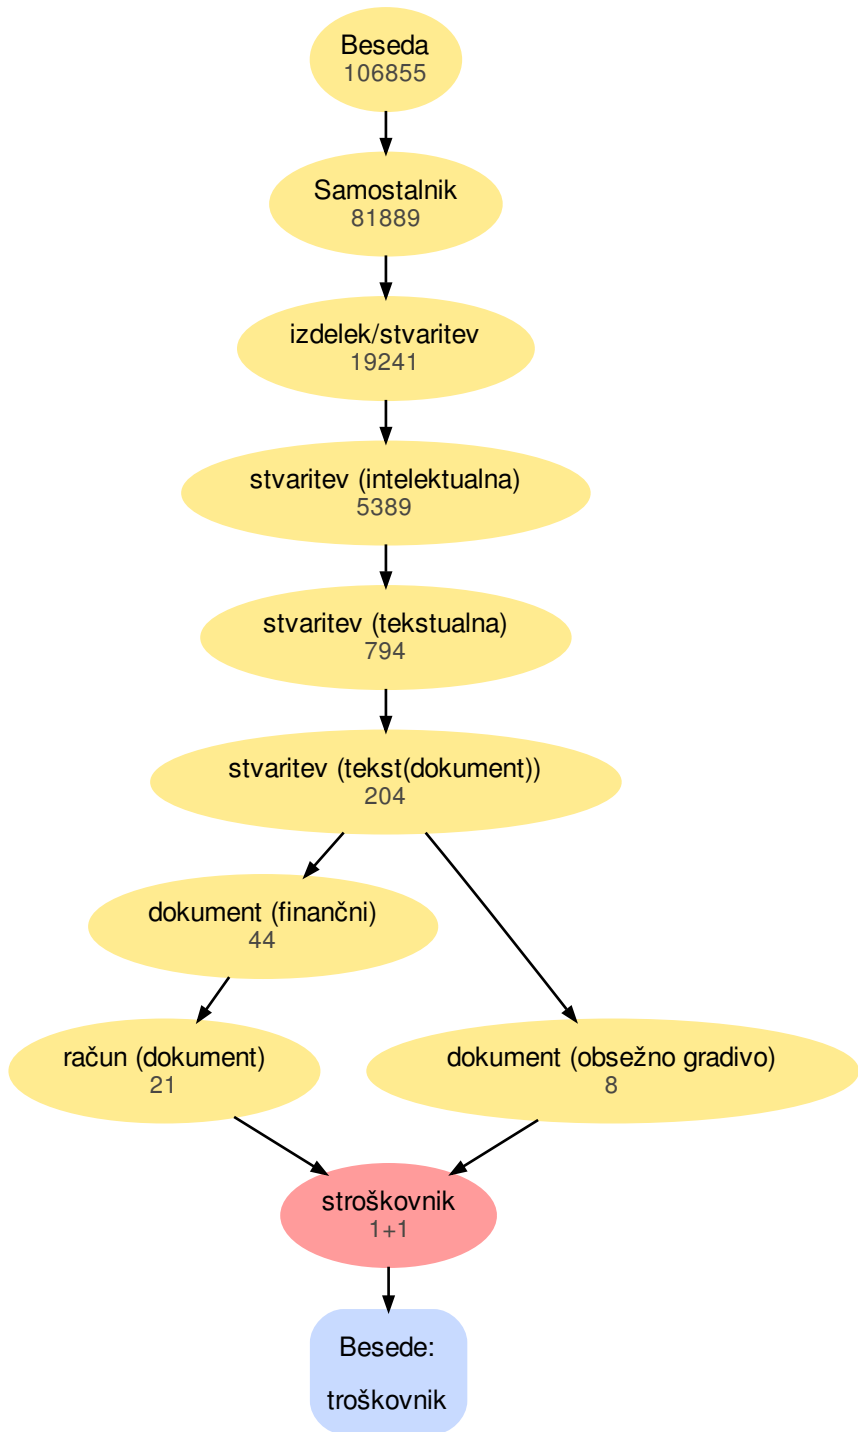 Beseda
106855
Samostalnik
81889
izdelek/stvaritev
19241
stvaritev (intelektualna)
5389
stvaritev (tekstualna)
794
stvaritev (tekst(dokument))
204
dokument (finančni)
44
račun (dokument)
21
dokument (obsežno gradivo)
8
stroškovnik
1+1
Besede:
troškovnik